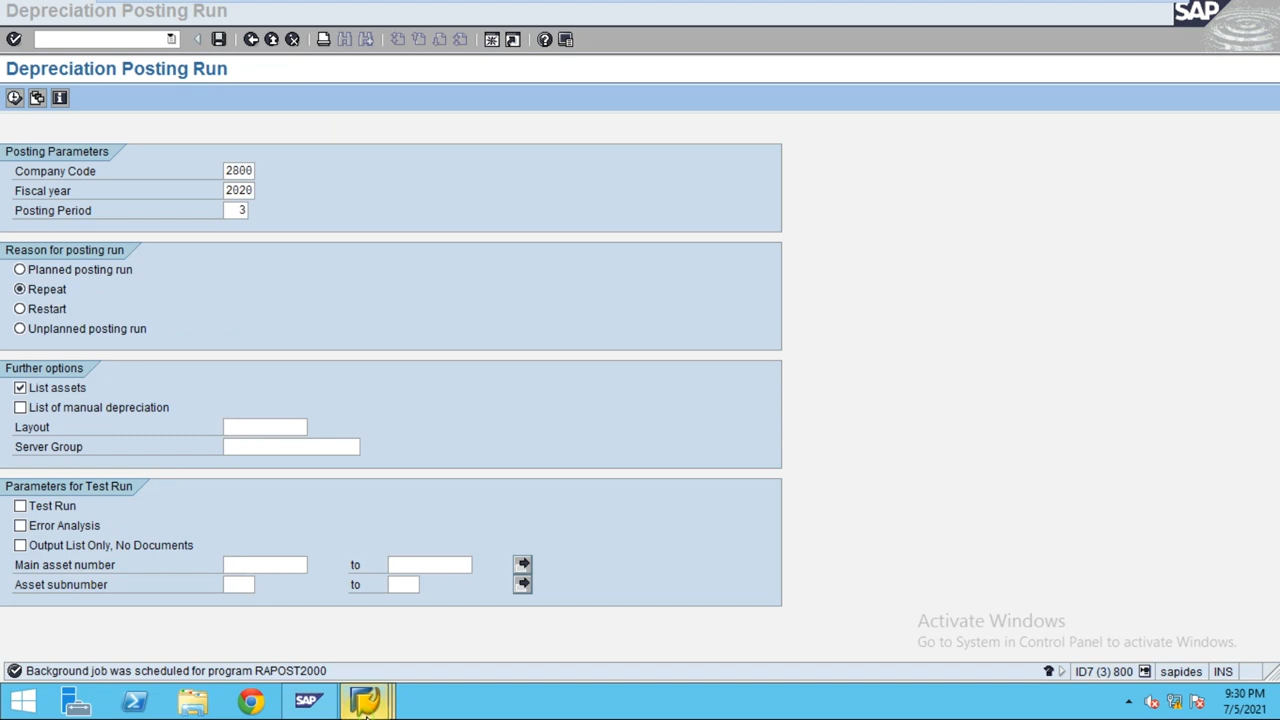 Depreciation Posting Run
SAP
Depreciation Posting Run
Posting Parameters
Company Code 2800
Fiscal year 2020
Posting Period 3
Reason for posting run
Planned posting run
Repeat
Restart
Unplanned posting run
Further options
List assets
List of manual depreciation
Layout
Server Group
Parameters for Test Run
Test Run
Error Analysis
Output List Only, No Documents
Main asset number to
Asset subnumber to
Activate Windows
Go to System in Control Panel to activate Windows.
Background job was scheduled for program RAPOST2000
ID7 (3) 800 sapides INS
SAP
9:30 PM
7/5/2021